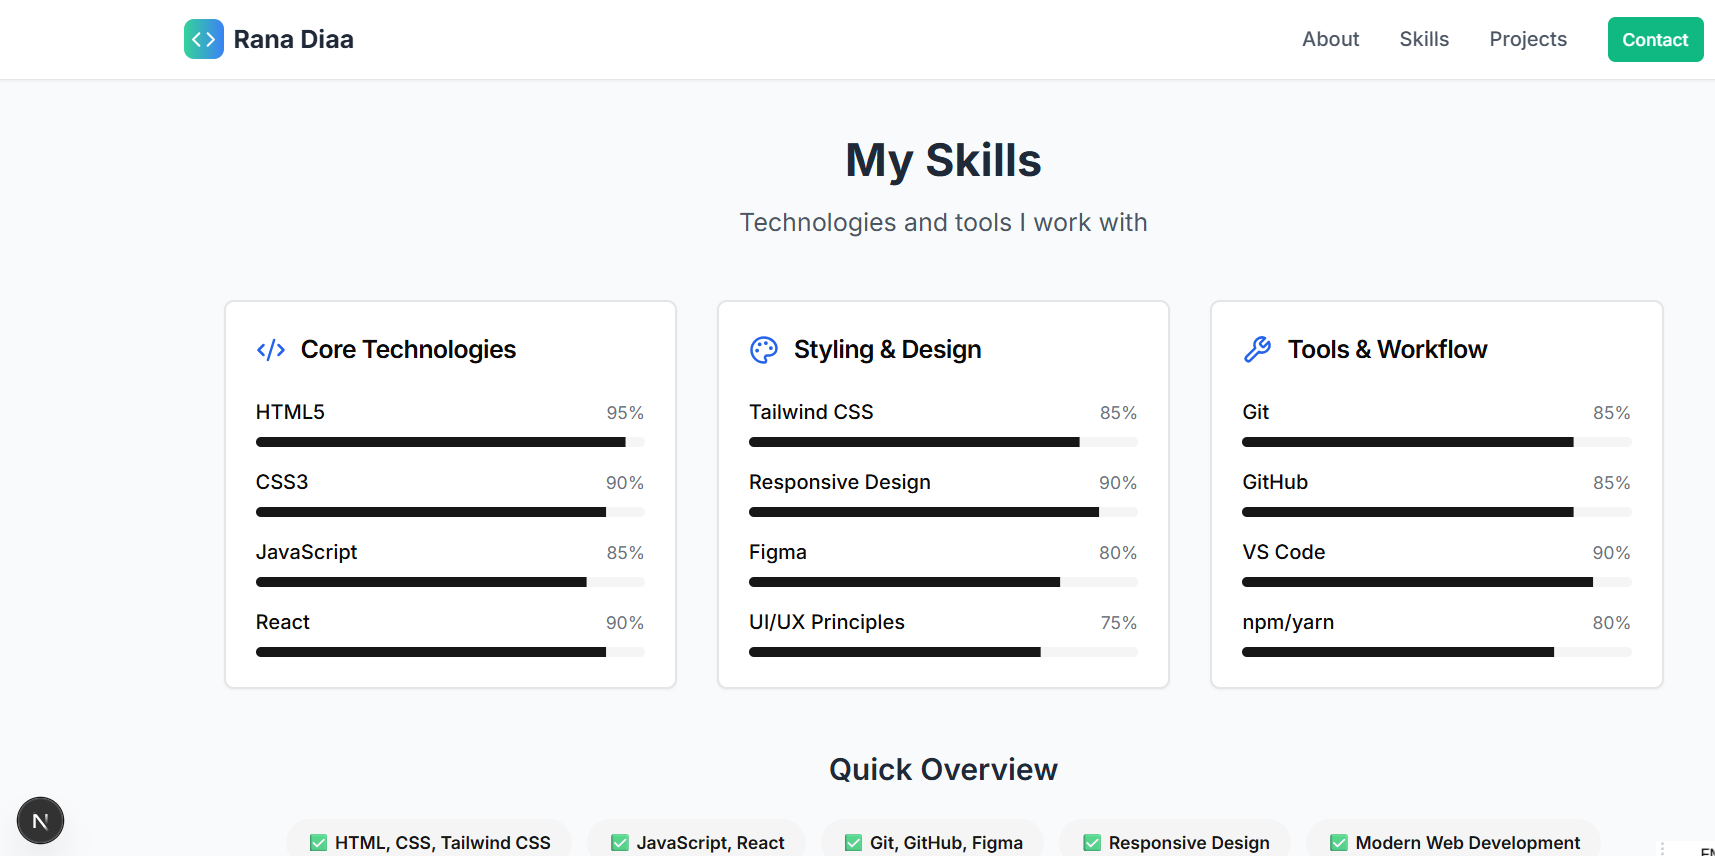 Rana Diaa
About
Skills
Projects
Contact
My Skills
Technologies and tools I work with
Core Technologies
HTML5 95%
CSS3 90%
JavaScript 85%
React 90%
Styling & Design
Tailwind CSS 85%
Responsive Design 90%
Figma 80%
UI/UX Principles 75%
Tools & Workflow
Git 85%
GitHub 85%
VS Code 90%
npm/yarn 80%
Quick Overview
✅ HTML, CSS, Tailwind CSS
✅ JavaScript, React
✅ Git, GitHub, Figma
✅ Responsive Design
✅ Modern Web Development
N